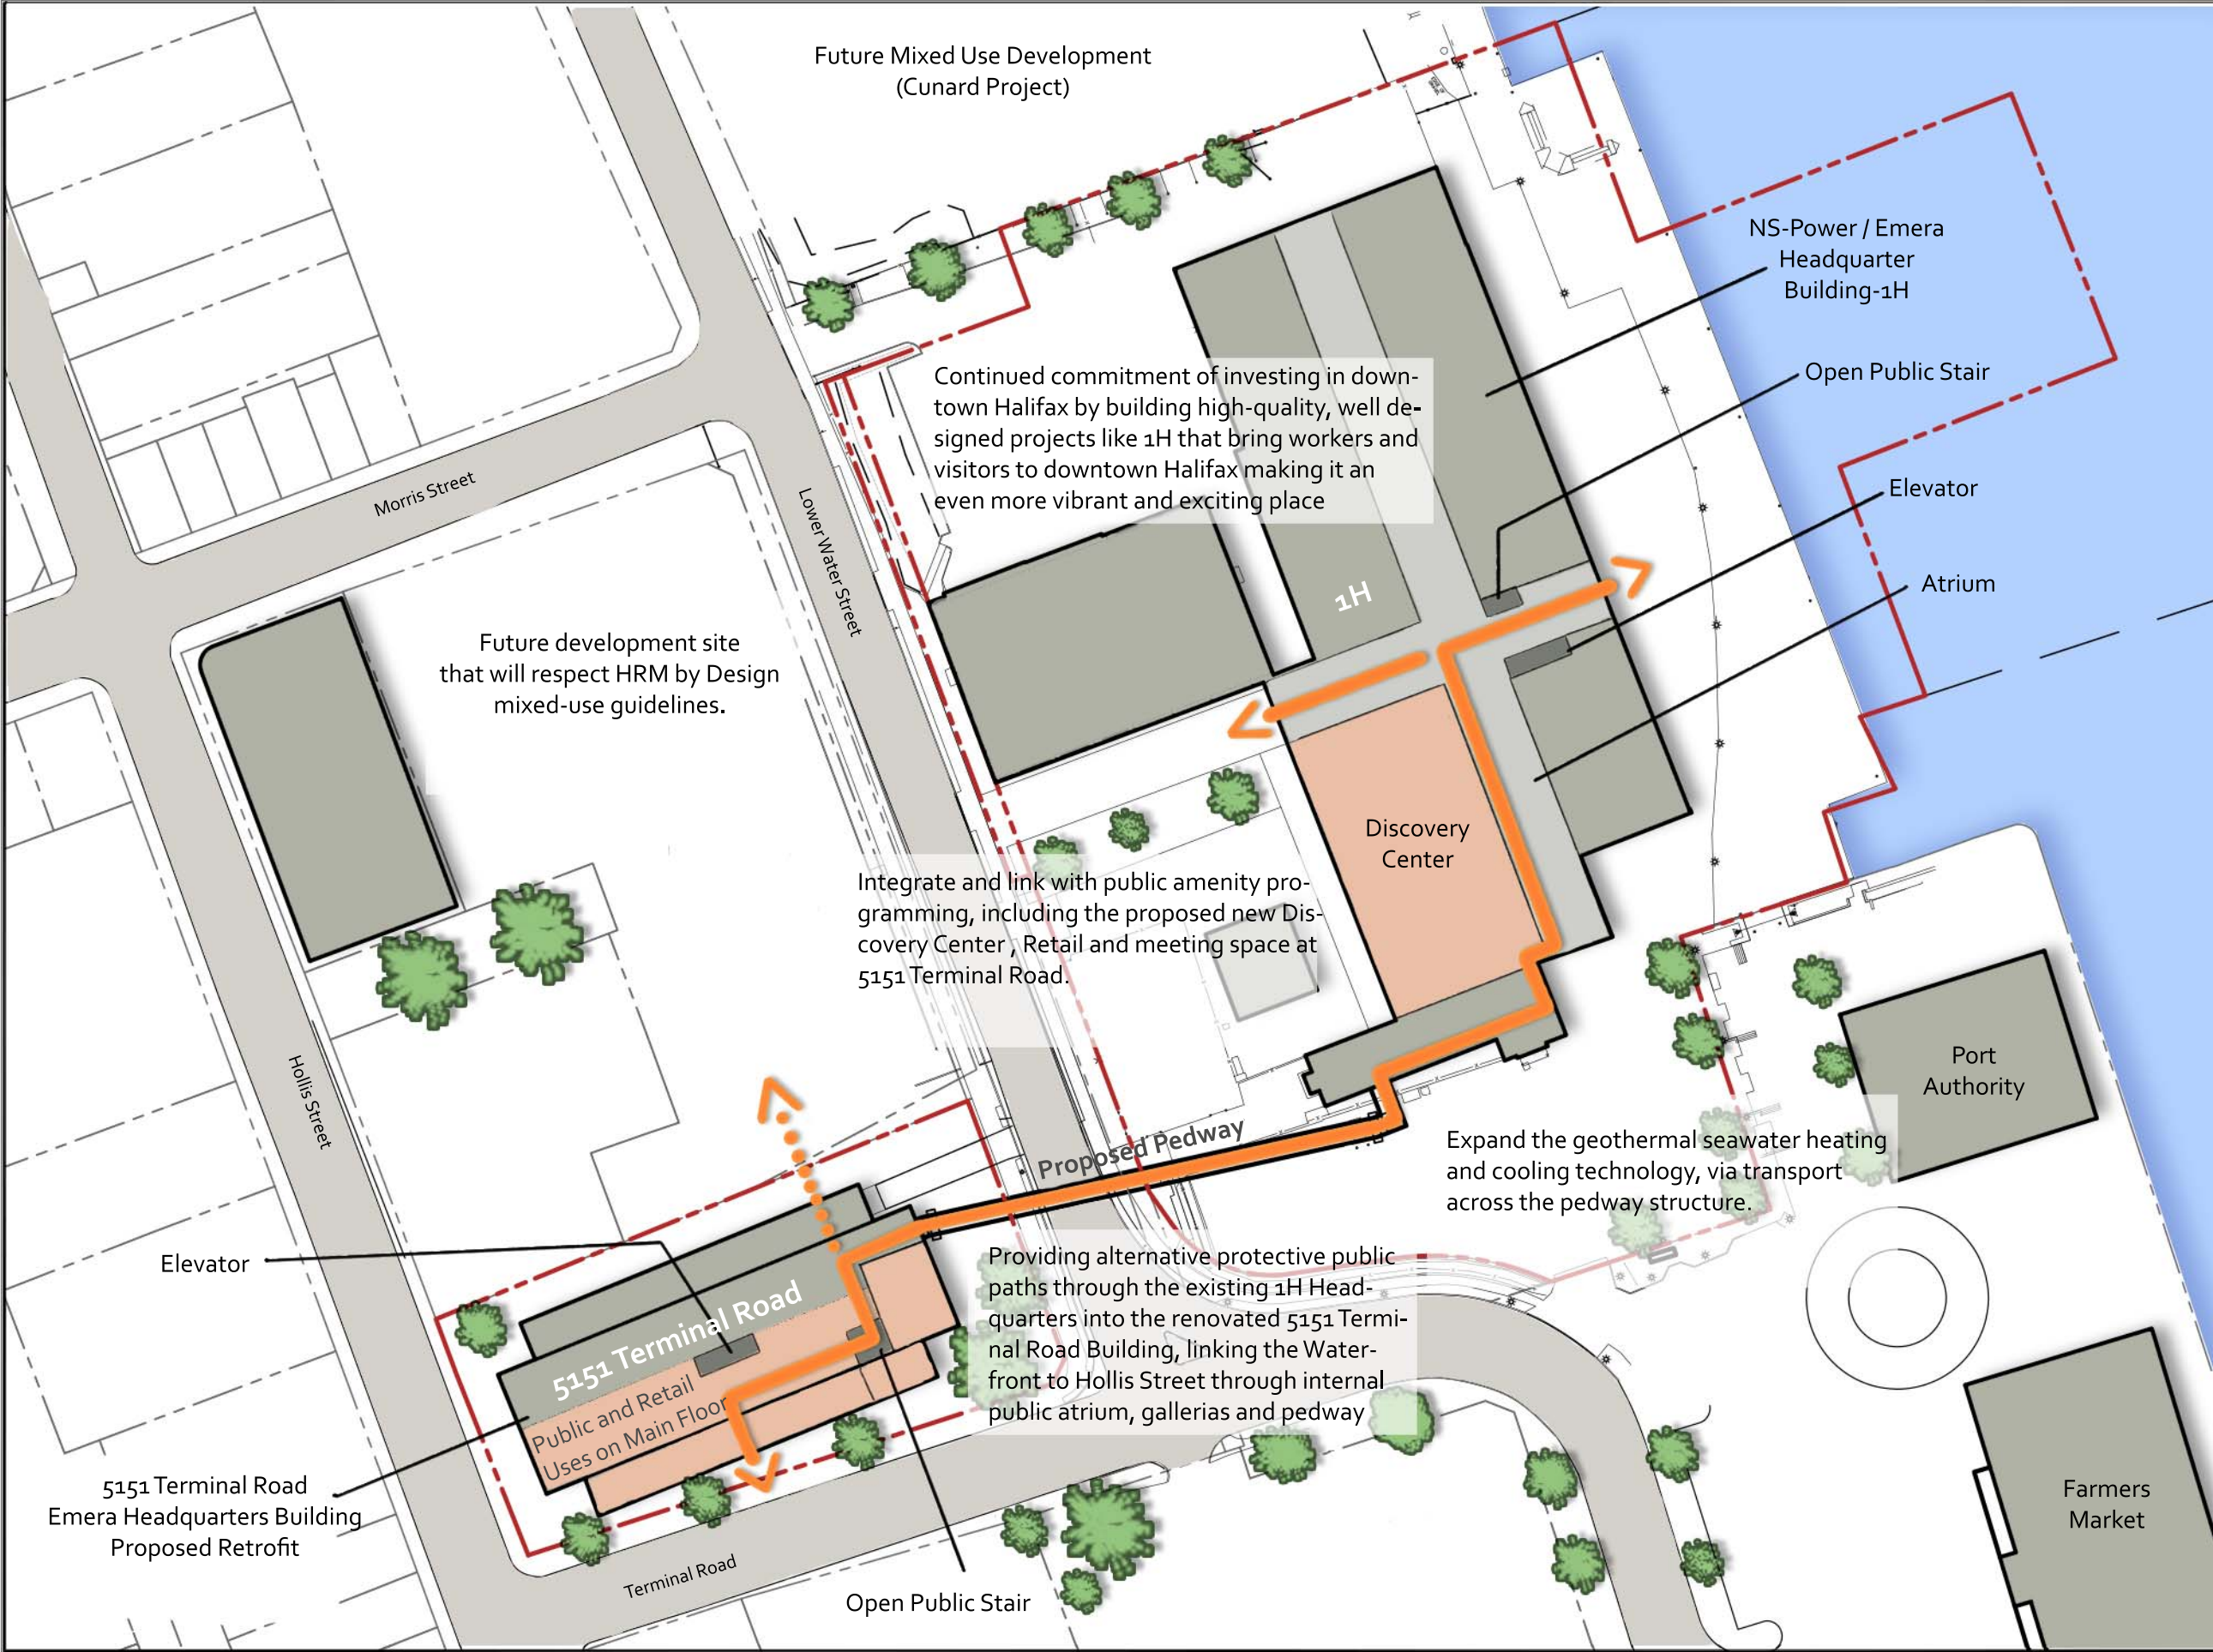 Future Mixed Use Development
(Cunard Project)
NS-Power / Emera
Headquarter
Building-1H
Open Public Stair
Elevator
Atrium
Continued commitment of investing in down-
town Halifax by building high-quality, well de-
signed projects like 1H that bring workers and
visitors to downtown Halifax making it an
even more vibrant and exciting place
Morris Street
Lower Water Street
1H
Future development site
that will respect HRM by Design
mixed-use guidelines.
Discovery
Center
Integrate and link with public amenity pro-
gramming, including the proposed new Dis-
covery Center , Retail and meeting space at
5151 Terminal Road.
Hollis Street
Port
Authority
Proposed Pedway
Expand the geothermal seawater heating
and cooling technology, via transport
across the pedway structure.
Elevator
Providing alternative protective public
paths through the existing 1H Head-
quarters into the renovated 5151 Termi-
nal Road Building, linking the Water-
front to Hollis Street through internal
public atrium, gallerias and pedway
5151 Terminal Road
Public and Retail
Uses on Main Floor
5151 Terminal Road
Emera Headquarters Building
Proposed Retrofit
Terminal Road
Open Public Stair
Farmers
Market